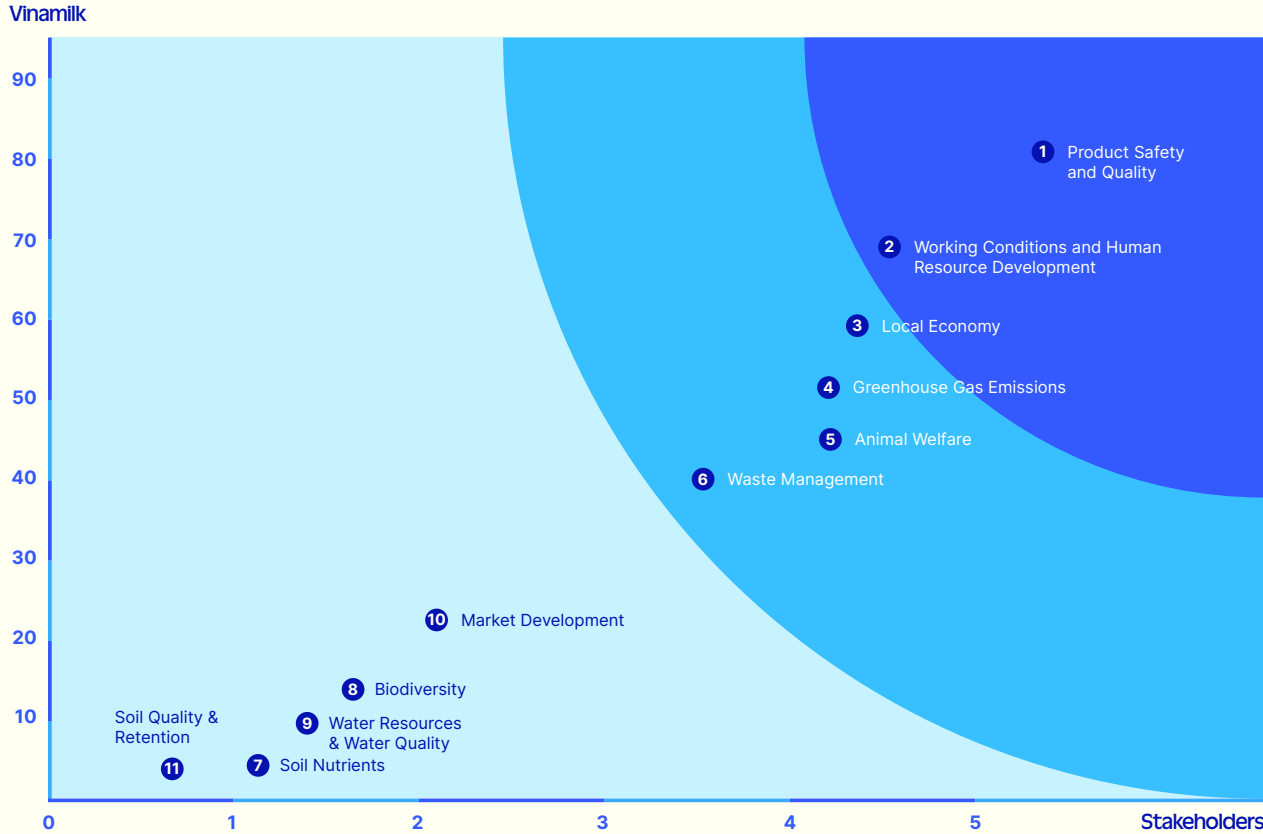 Vinamilk
90
80
70
60
50
40
30
20
10
1 Product Safety
and Quality
2 Working Conditions and Human
Resource Development
3 Local Economy
4 Greenhouse Gas Emissions
5 Animal Welfare
6 Waste Management
10 Market Development
8 Biodiversity
Soil Quality &
Retention
9 Water Resources
& Water Quality
7 Soil Nutrients
11
0 1 2 3 4 5 Stakeholders